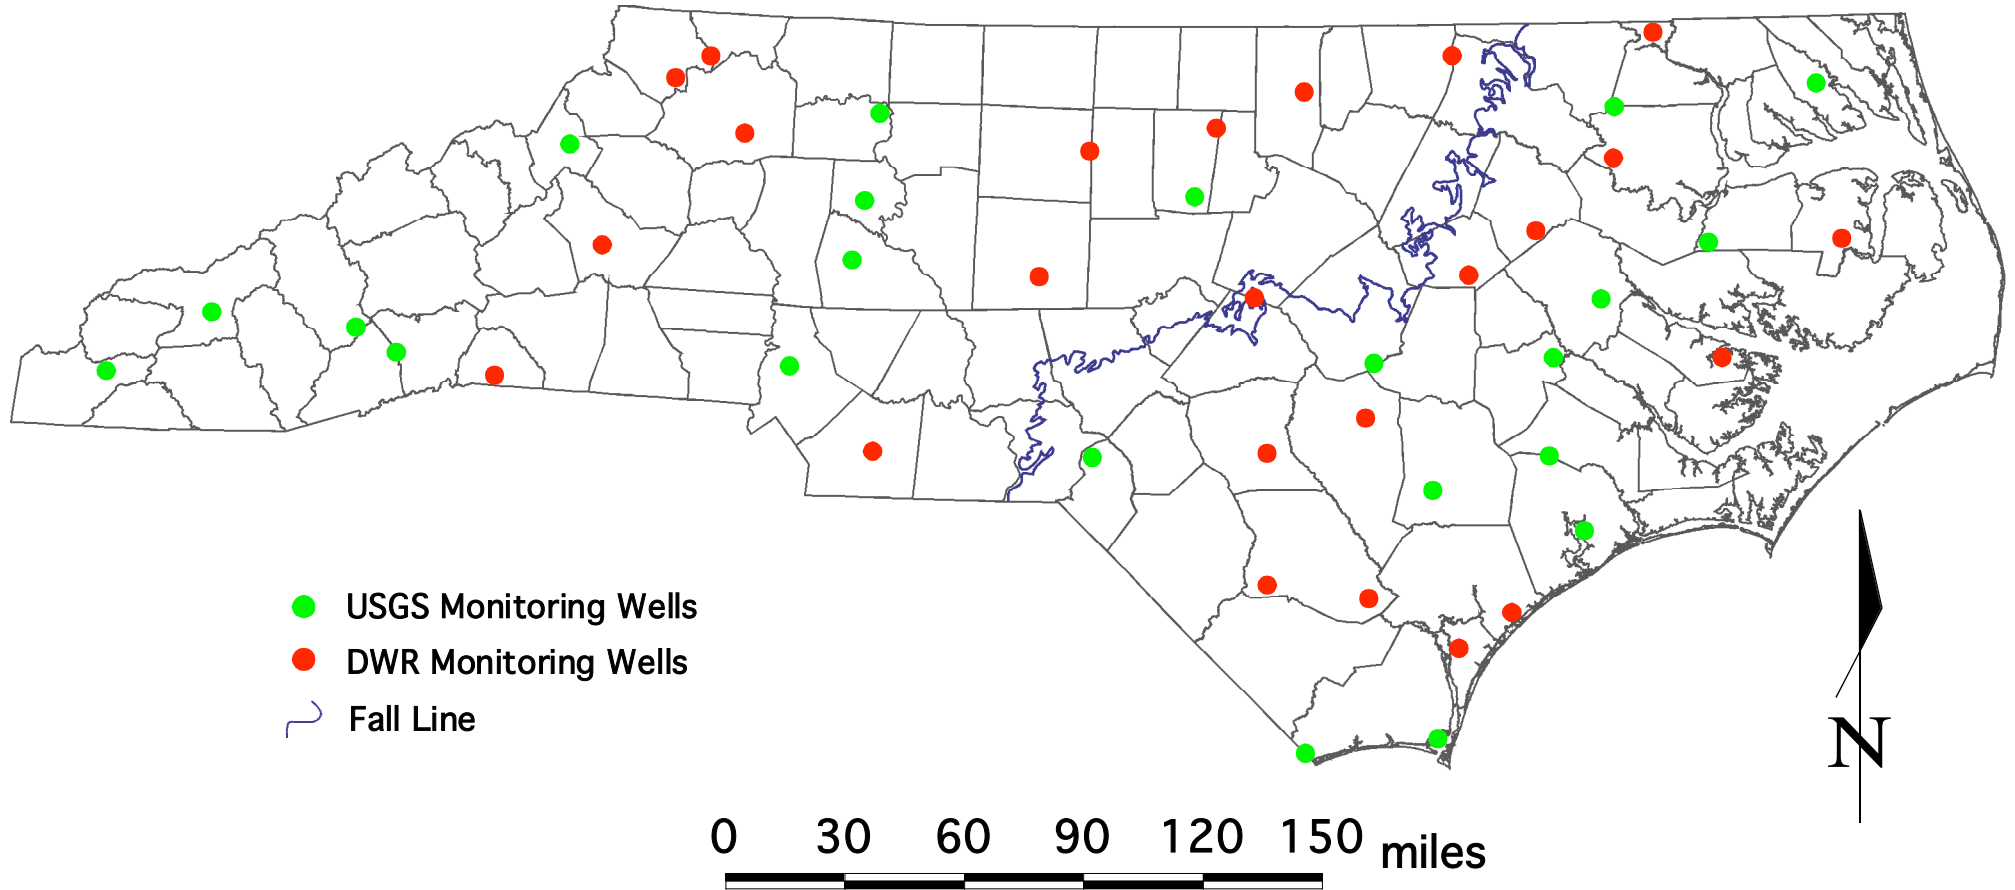 USGS Monitoring Wells
DWR Monitoring Wells
Fall Line
N
0 30 60 90 120 150 miles